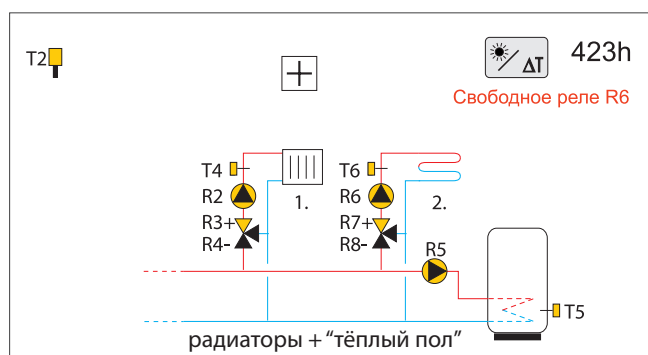 T2
ΔT
423h
Свободное реле R6
T4
T6
R2
R6
1.
2.
R3+
R7+
R4-
R8-
R5
T5
радиаторы + “тёплый пол”